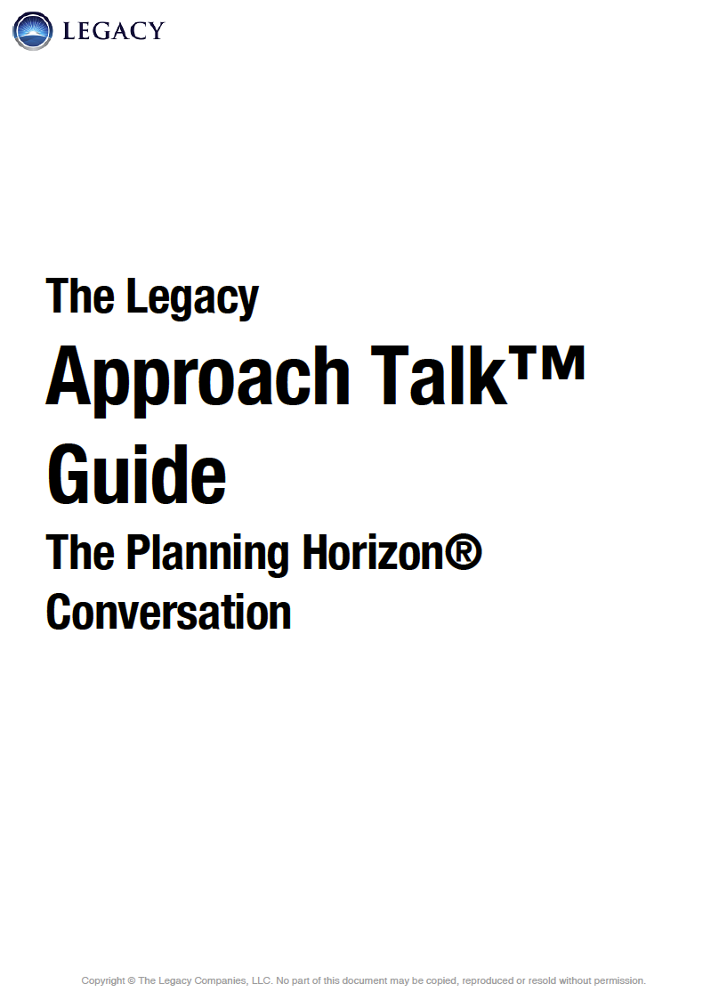 LEGACY
The Legacy
Approach Talk™
Guide
The Planning Horizon®
Conversation
Copyright © The Legacy Companies, LLC. No part of this document may be copied, reproduced or resold without permission.